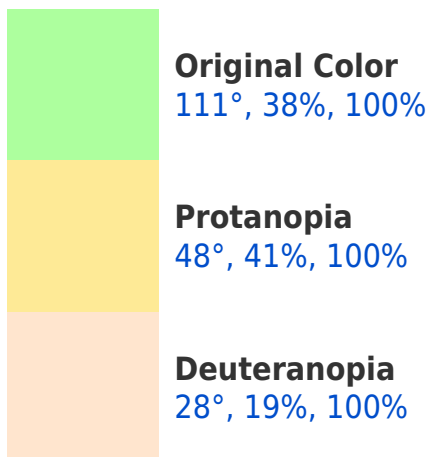 Original Color
111°, 38%, 100%
Protanopia
48°, 41%, 100%
Deuteranopia
28°, 19%, 100%